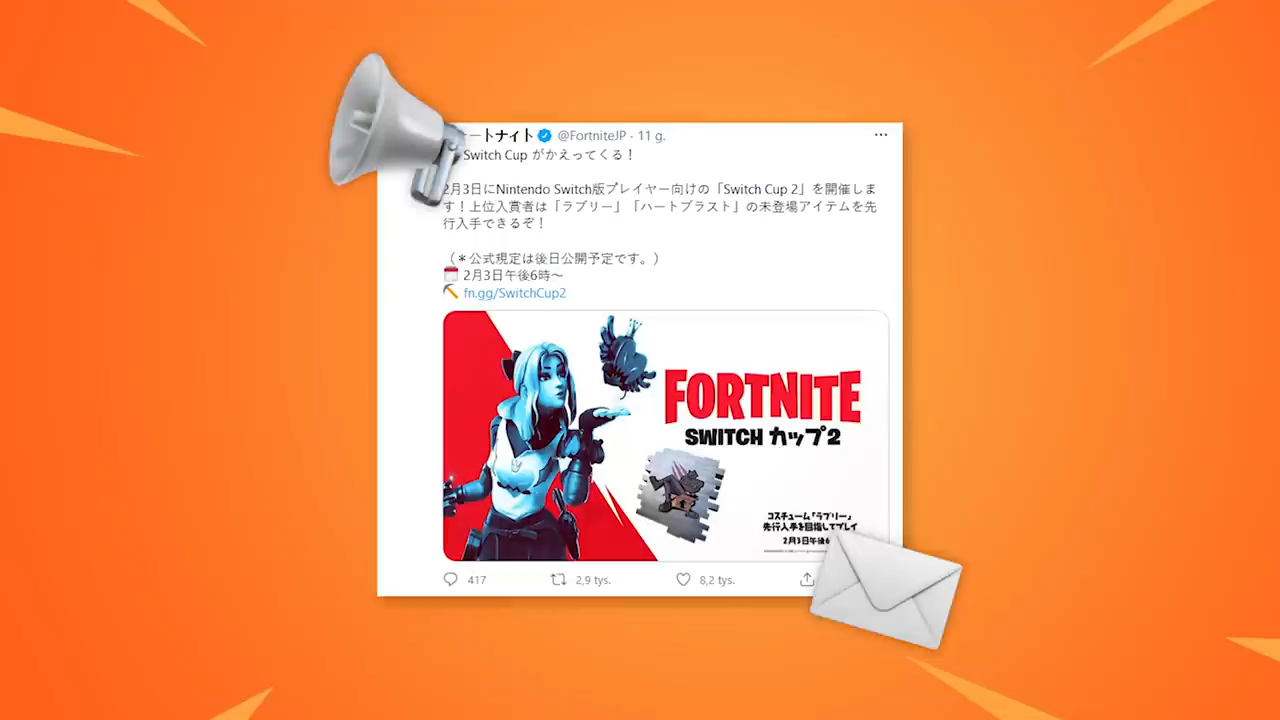 ートナイト @FortniteJP · 11 g.
Switch Cup がかえってくる！
2月3日にNintendo Switch版プレイヤー向けの「Switch Cup 2」を開催しま
す！上位入賞者は「ラブリー」「ハートブラスト」の未登場アイテムを先
行入手できるぞ！
（＊公式規定は後日公開予定です。）
2月3日午後6時～
fn.gg/SwitchCup2
FORTNITE
SWITCH カップ2
コスチューム「ラブリー」
先行入手を目指してプレイ
2月3日午後6
417 2,9 tys. 8,2 tys.